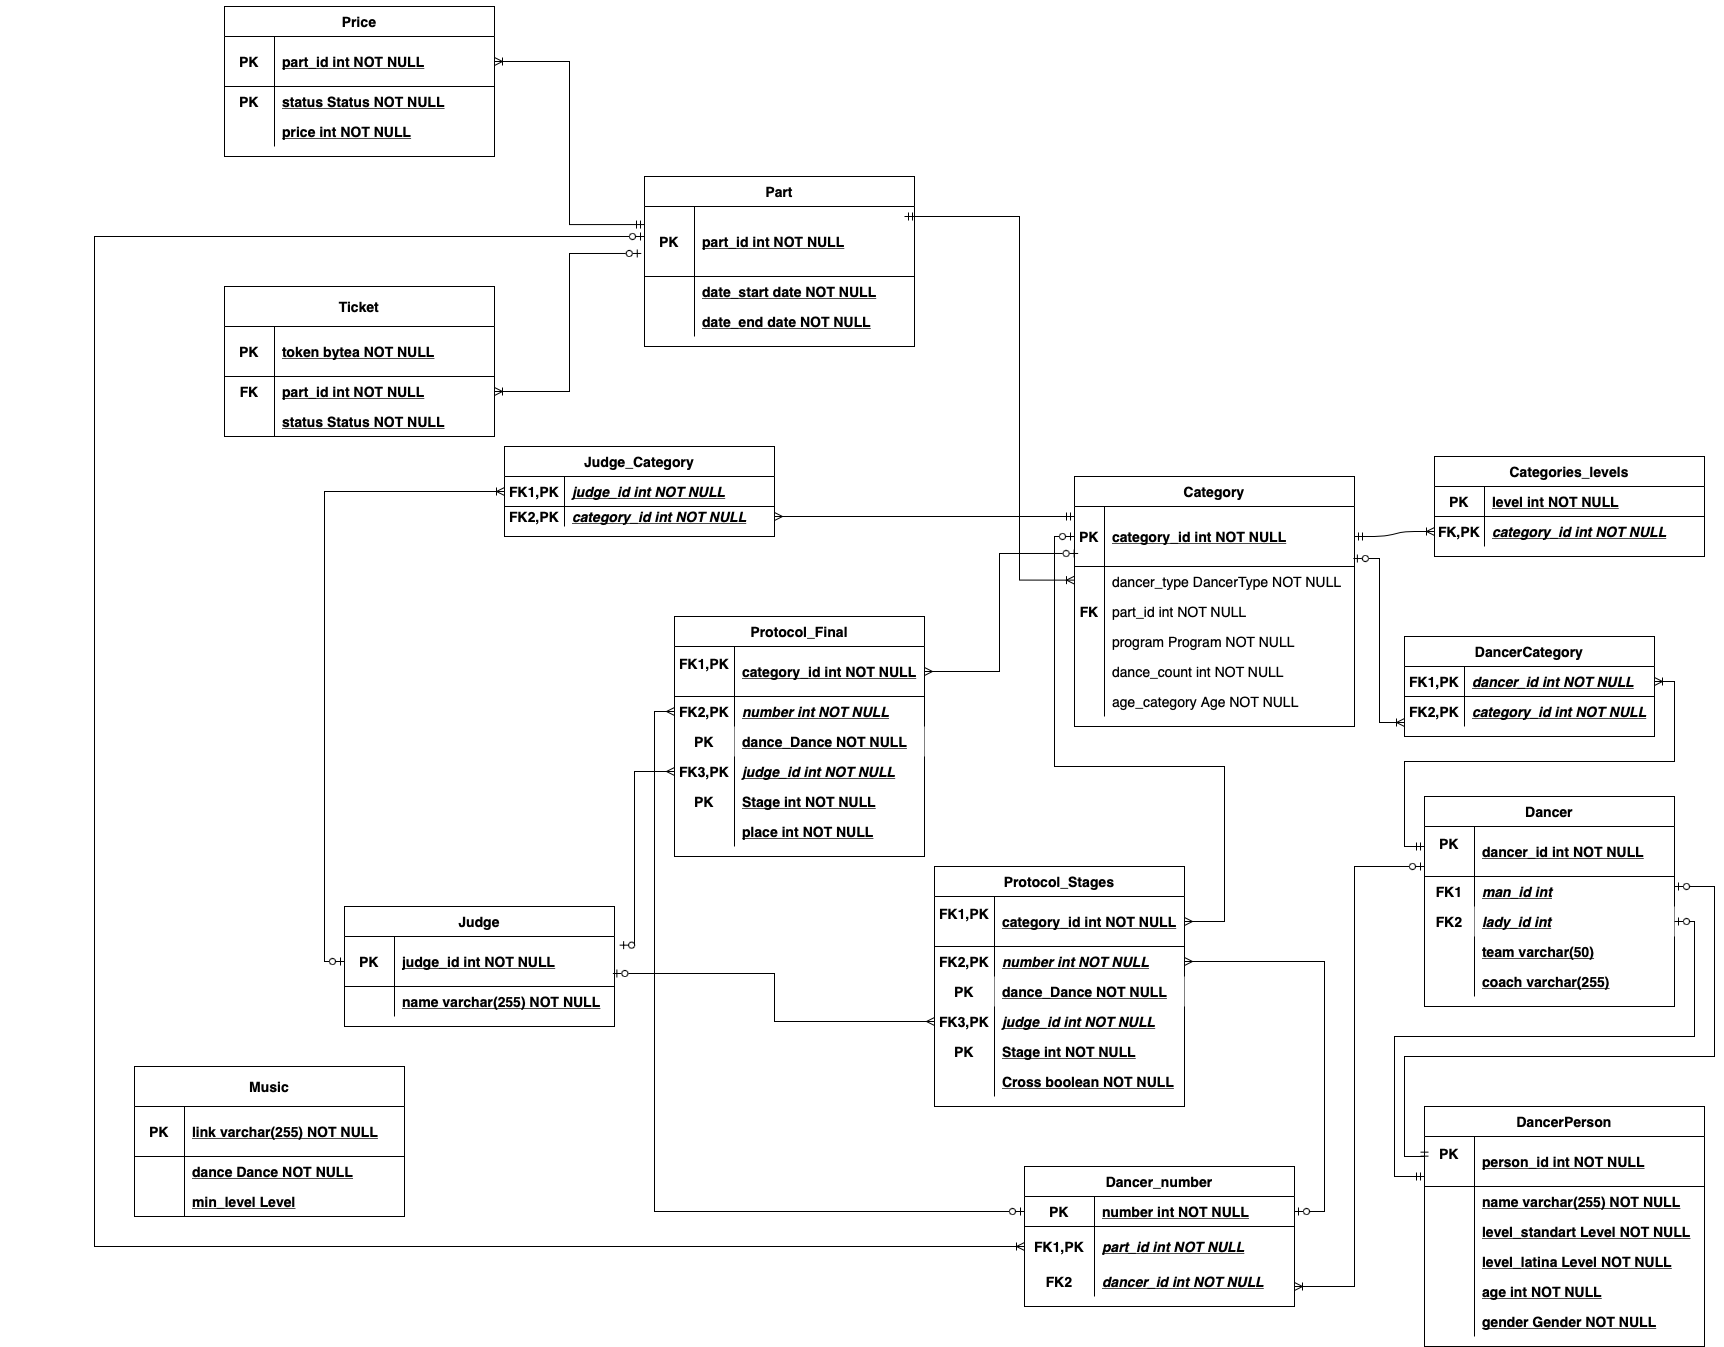 Price
PK part_id int NOT NULL
PK status Status NOT NULL
price int NOT NULL
Part
PK part_id int NOT NULL
date_start date NOT NULL
date_end date NOT NULL
Ticket
PK token bytea NOT NULL
FK part_id int NOT NULL
status Status NOT NULL
Judge_Category
FK1,PK judge_id int NOT NULL
FK2,PK category_id int NOT NULL
Category
PK category_id int NOT NULL
dancer_type DancerType NOT NULL
FK part_id int NOT NULL
program Program NOT NULL
dance_count int NOT NULL
age_category Age NOT NULL
Categories_levels
PK level int NOT NULL
FK,PK category_id int NOT NULL
Protocol_Final
FK1,PK category_id int NOT NULL
FK2,PK number int NOT NULL
PK dance_Dance NOT NULL
FK3,PK judge_id int NOT NULL
PK Stage int NOT NULL
place int NOT NULL
DancerCategory
FK1,PK dancer_id int NOT NULL
FK2,PK category_id int NOT NULL
Dancer
PK dancer_id int NOT NULL
FK1 man_id int
FK2 lady_id int
team varchar(50)
coach varchar(255)
Protocol_Stages
FK1,PK category_id int NOT NULL
FK2,PK number int NOT NULL
PK dance_Dance NOT NULL
FK3,PK judge_id int NOT NULL
PK Stage int NOT NULL
Cross boolean NOT NULL
Judge
PK judge_id int NOT NULL
name varchar(255) NOT NULL
Music
PK link varchar(255) NOT NULL
dance Dance NOT NULL
min_level Level
Dancer_number
PK number int NOT NULL
FK1,PK part_id int NOT NULL
FK2 dancer_id int NOT NULL
DancerPerson
PK person_id int NOT NULL
name varchar(255) NOT NULL
level_standart Level NOT NULL
level_latina Level NOT NULL
age int NOT NULL
gender Gender NOT NULL